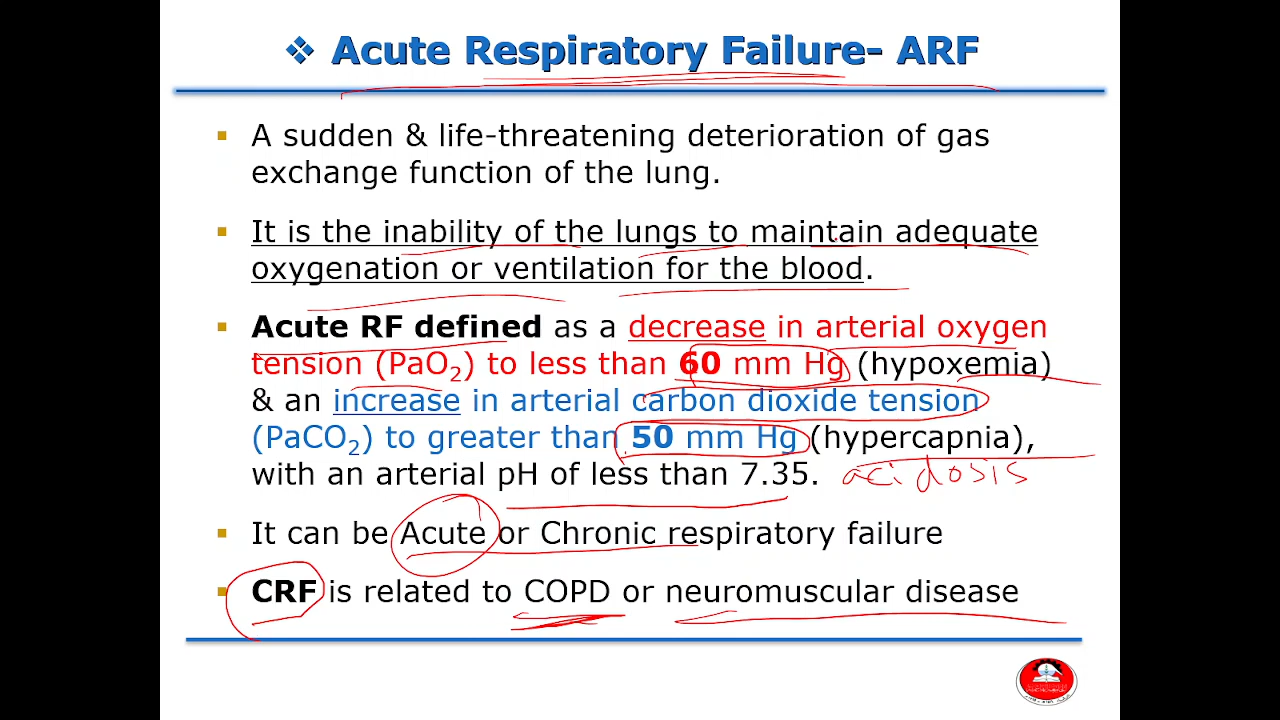 ❖ Acute Respiratory Failure- ARF
▪ A sudden & life-threatening deterioration of gas
exchange function of the lung.
▪ It is the inability of the lungs to maintain adequate
oxygenation or ventilation for the blood.
▪ Acute RF defined as a decrease in arterial oxygen
tension (PaO₂) to less than 60 mm Hg (hypoxemia)
& an increase in arterial carbon dioxide tension
(PaCO₂) to greater than 50 mm Hg (hypercapnia),
with an arterial pH of less than 7.35. acidosis
▪ It can be Acute or Chronic respiratory failure
▪ CRF is related to COPD or neuromuscular disease